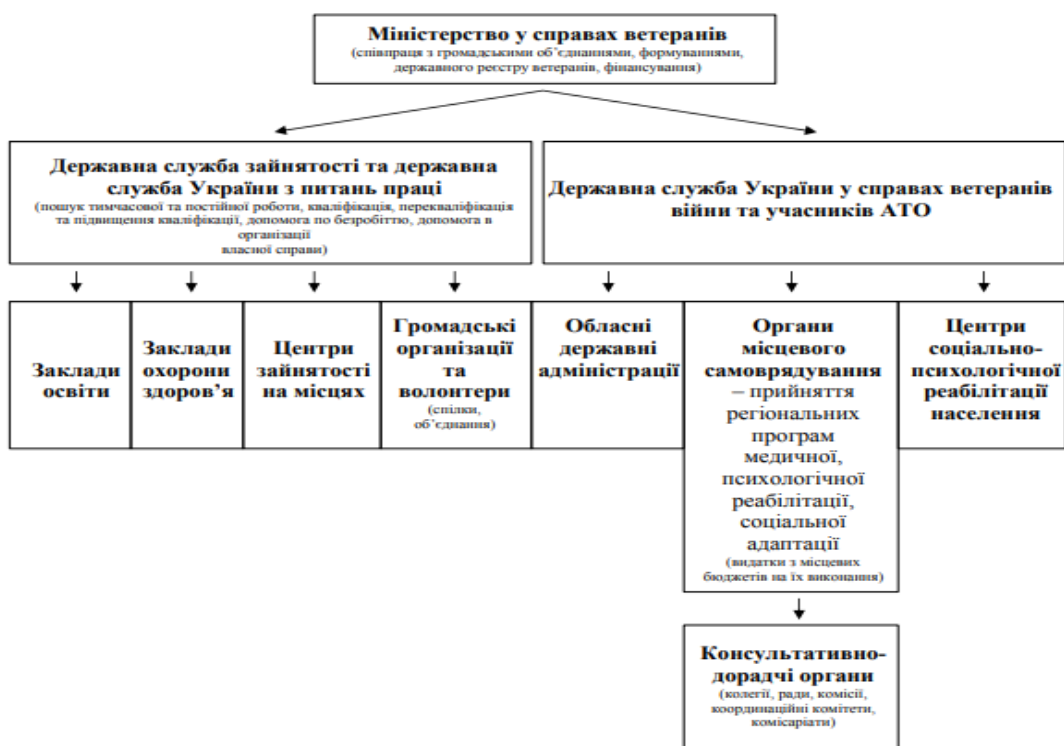 Міністерство у справах ветеранів
(співпраця з громадськими об’єднаннями, формуваннями,
державного реєстру ветеранів, фінансування)
Державна служба зайнятості та державна
служба України з питань праці
(пошук тимчасової та постійної роботи, кваліфікація, перекваліфікація
та підвищення кваліфікації, допомога по безробіттю, допомога в
організації
власної справи)
Державна служба України у справах ветеранів
війни та учасників АТО
Заклади
освіти
Заклади
охорони
здоров’я
Центри
зайнятості
на місцях
Громадські
організації
та
волонтери
(спілки,
об’єднання)
Обласні
державні
адміністрації
Органи
місцевого
самоврядування
– прийняття
регіональних
програм
медичної,
психологічної
реабілітації,
соціальної
адаптації
(видатки з місцевих
бюджетів на їх виконання)
Центри
соціально-
психологічної
реабілітації
населення
Консультативно-
дорадчі органи
(колегії, ради, комісії,
координаційні комітети,
комісаріати)